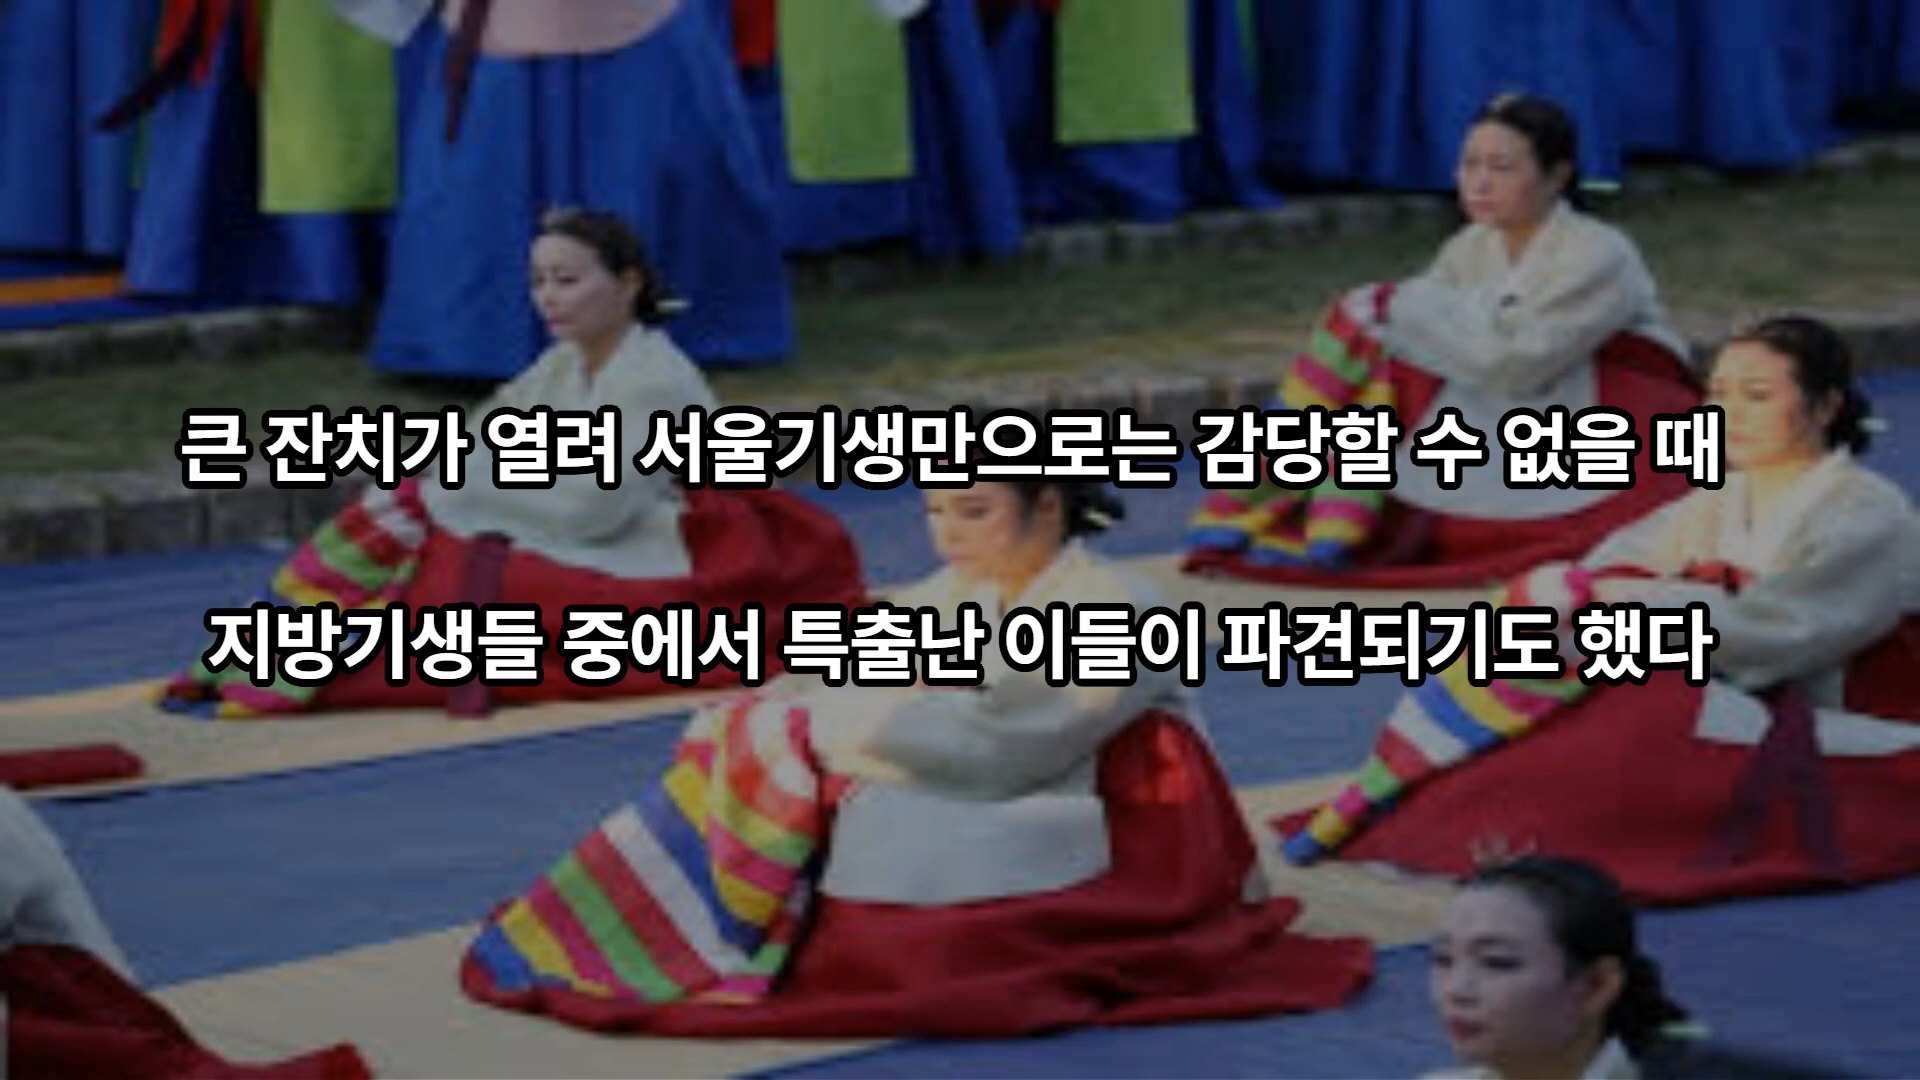 큰 잔치가 열려 서울기생만으로는 감당할 수 없을 때
지방기생들 중에서 특출난 이들이 파견되기도 했다